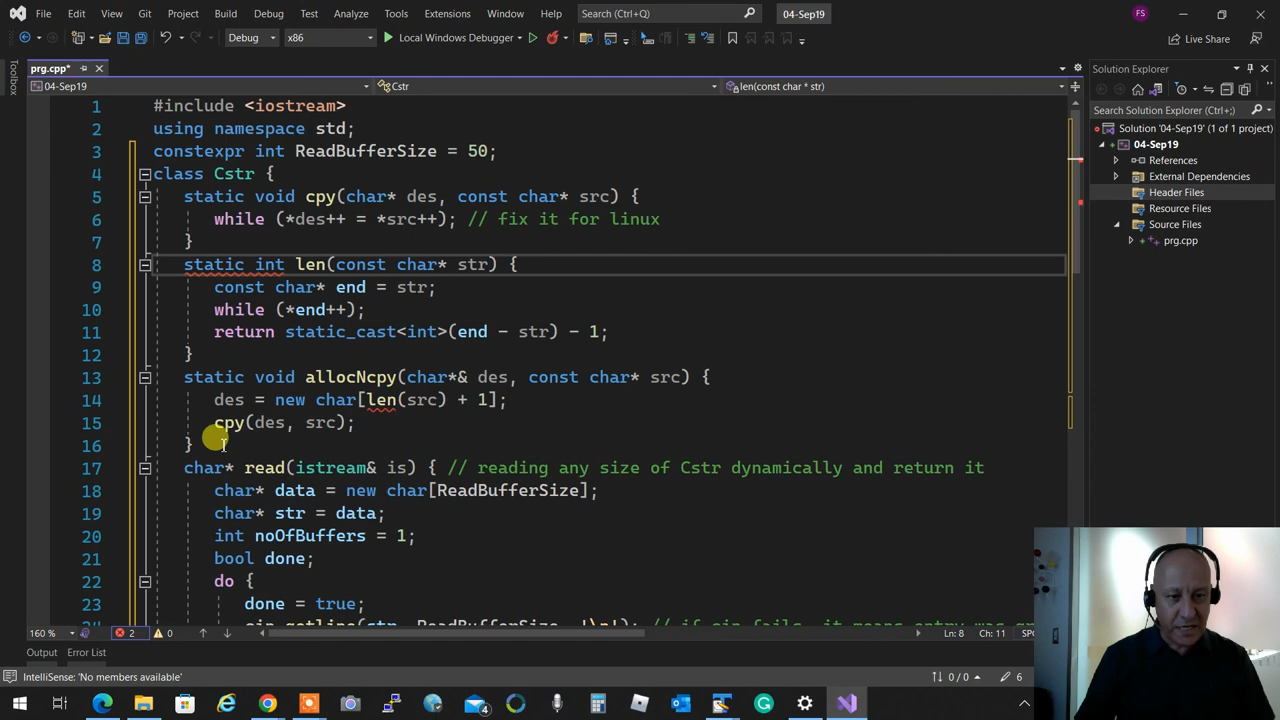 File Edit View Git Project Build Debug Test Analyze Tools Extensions Window Help Search (Ctrl+Q) 04-Sep19 FS
Debug x86 Local Windows Debugger Live Share
Toolbox
prg.cpp*
04-Sep19 Cstr len(const char * str)
1 #include <iostream>
2 using namespace std;
3 constexpr int ReadBufferSize = 50;
4 class Cstr {
5 static void cpy(char* des, const char* src) {
6 while (*des++ = *src++); // fix it for linux
7 }
8 static int len(const char* str) {
9 const char* end = str;
10 while (*end++);
11 return static_cast<int>(end - str) - 1;
12 }
13 static void allocNcpy(char*& des, const char* src) {
14 des = new char[len(src) + 1];
15 cpy(des, src);
16 }
17 char* read(istream& is) { // reading any size of Cstr dynamically and return it
18 char* data = new char[ReadBufferSize];
19 char* str = data;
20 int noOfBuffers = 1;
21 bool done;
22 do {
23 done = true;
Solution Explorer
Search Solution Explorer (Ctrl+;)
Solution '04-Sep19' (1 of 1 project)
04-Sep19
References
External Dependencies
Header Files
Resource Files
Source Files
prg.cpp
160 % 2 0 Ln: 8 Ch: 11
Output Error List
IntelliSense: 'No members available' 0 / 0 6
4